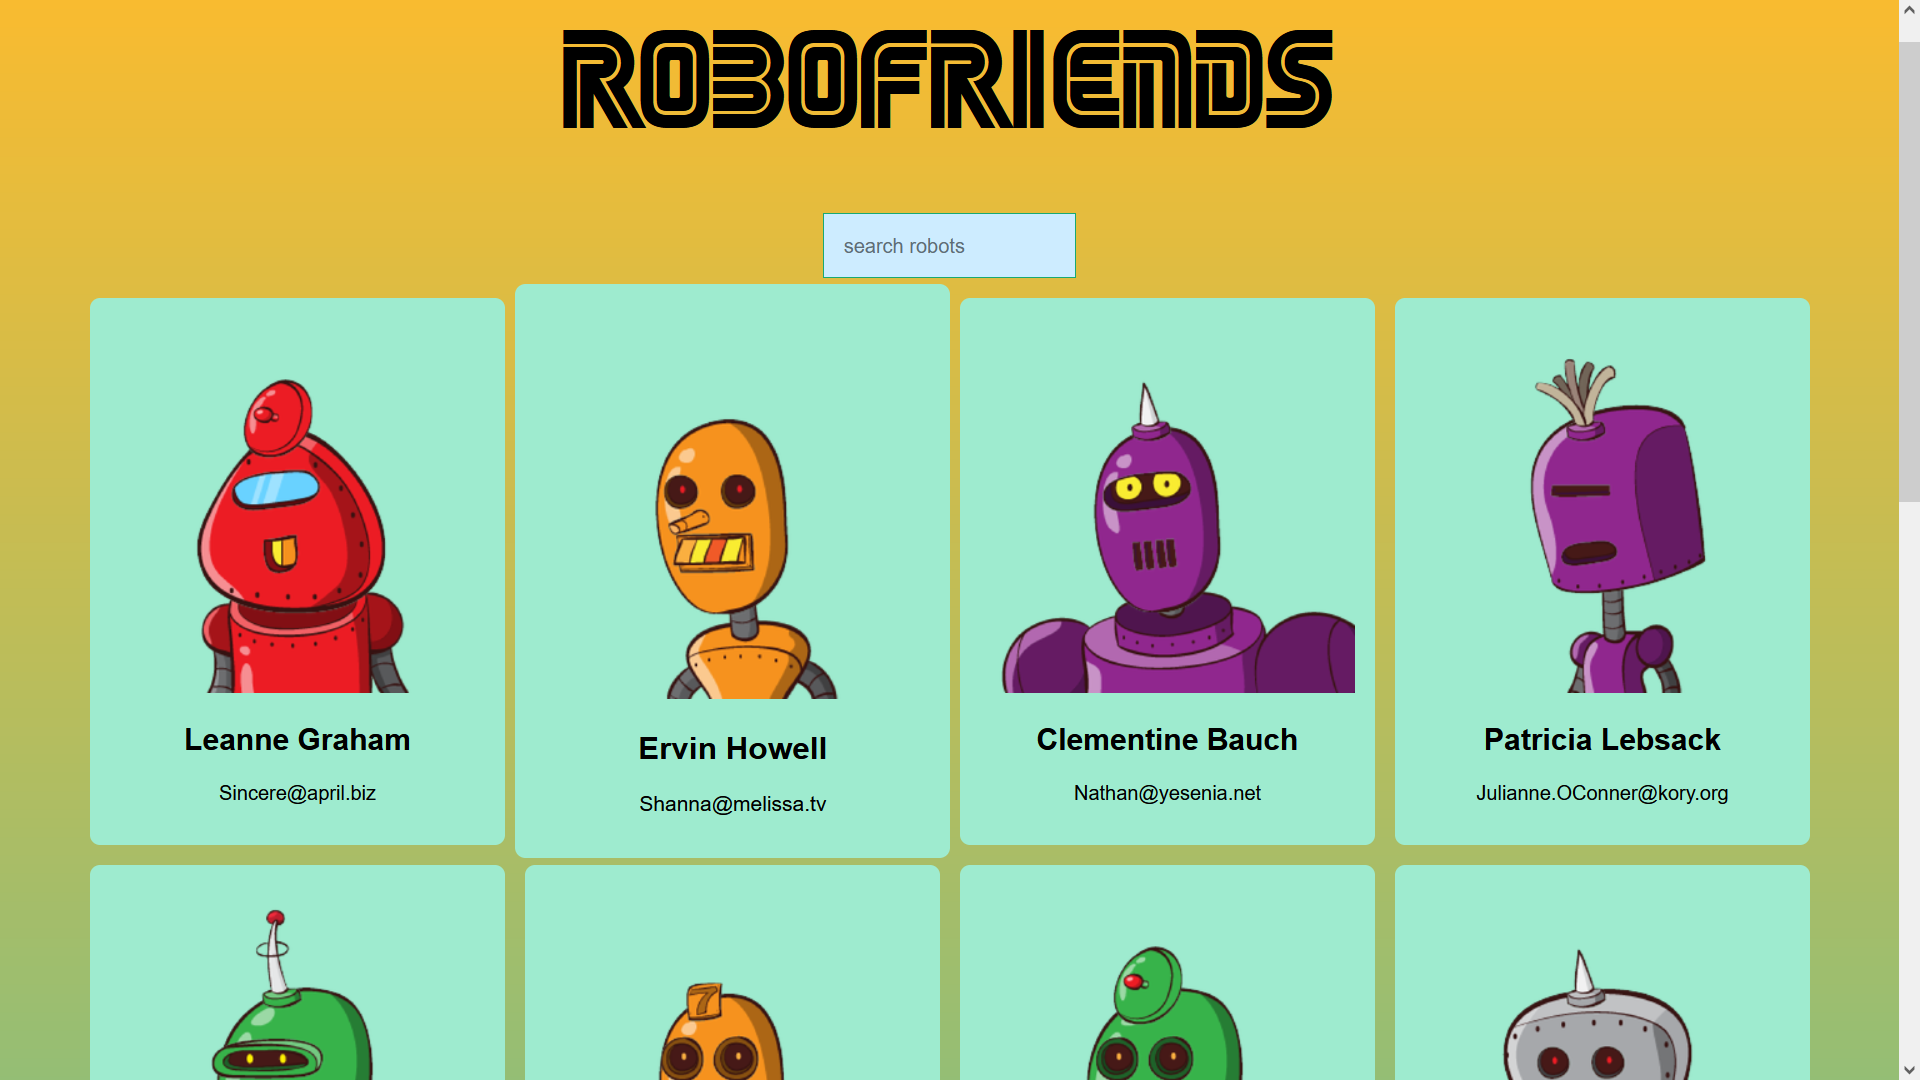 ROBOFRIENDS
search robots
Leanne Graham
Sincere@april.biz
Ervin Howell
Shanna@melissa.tv
Clementine Bauch
Nathan@yesenia.net
Patricia Lebsack
Julianne.OConner@kory.org
7